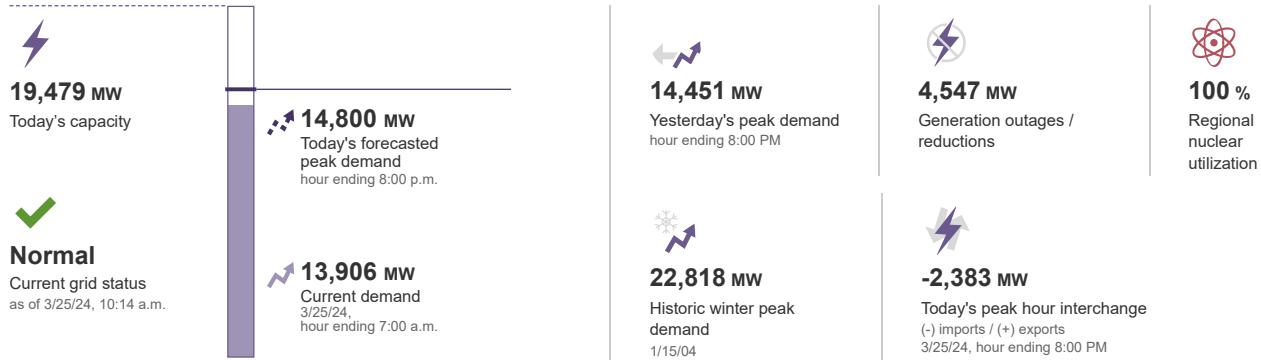 19,479 MW
Today's capacity
Normal
Current grid status
as of 3/25/24, 10:14 a.m.
14,800 MW
Today's forecasted
peak demand
hour ending 8:00 p.m.
13,906 MW
Current demand
3/25/24,
hour ending 7:00 a.m.
14,451 MW
Yesterday's peak demand
hour ending 8:00 PM
4,547 MW
Generation outages /
reductions
100 %
Regional
nuclear
utilization
22,818 MW
Historic winter peak
demand
1/15/04
-2,383 MW
Today's peak hour interchange
(-) imports / (+) exports
3/25/24, hour ending 8:00 PM